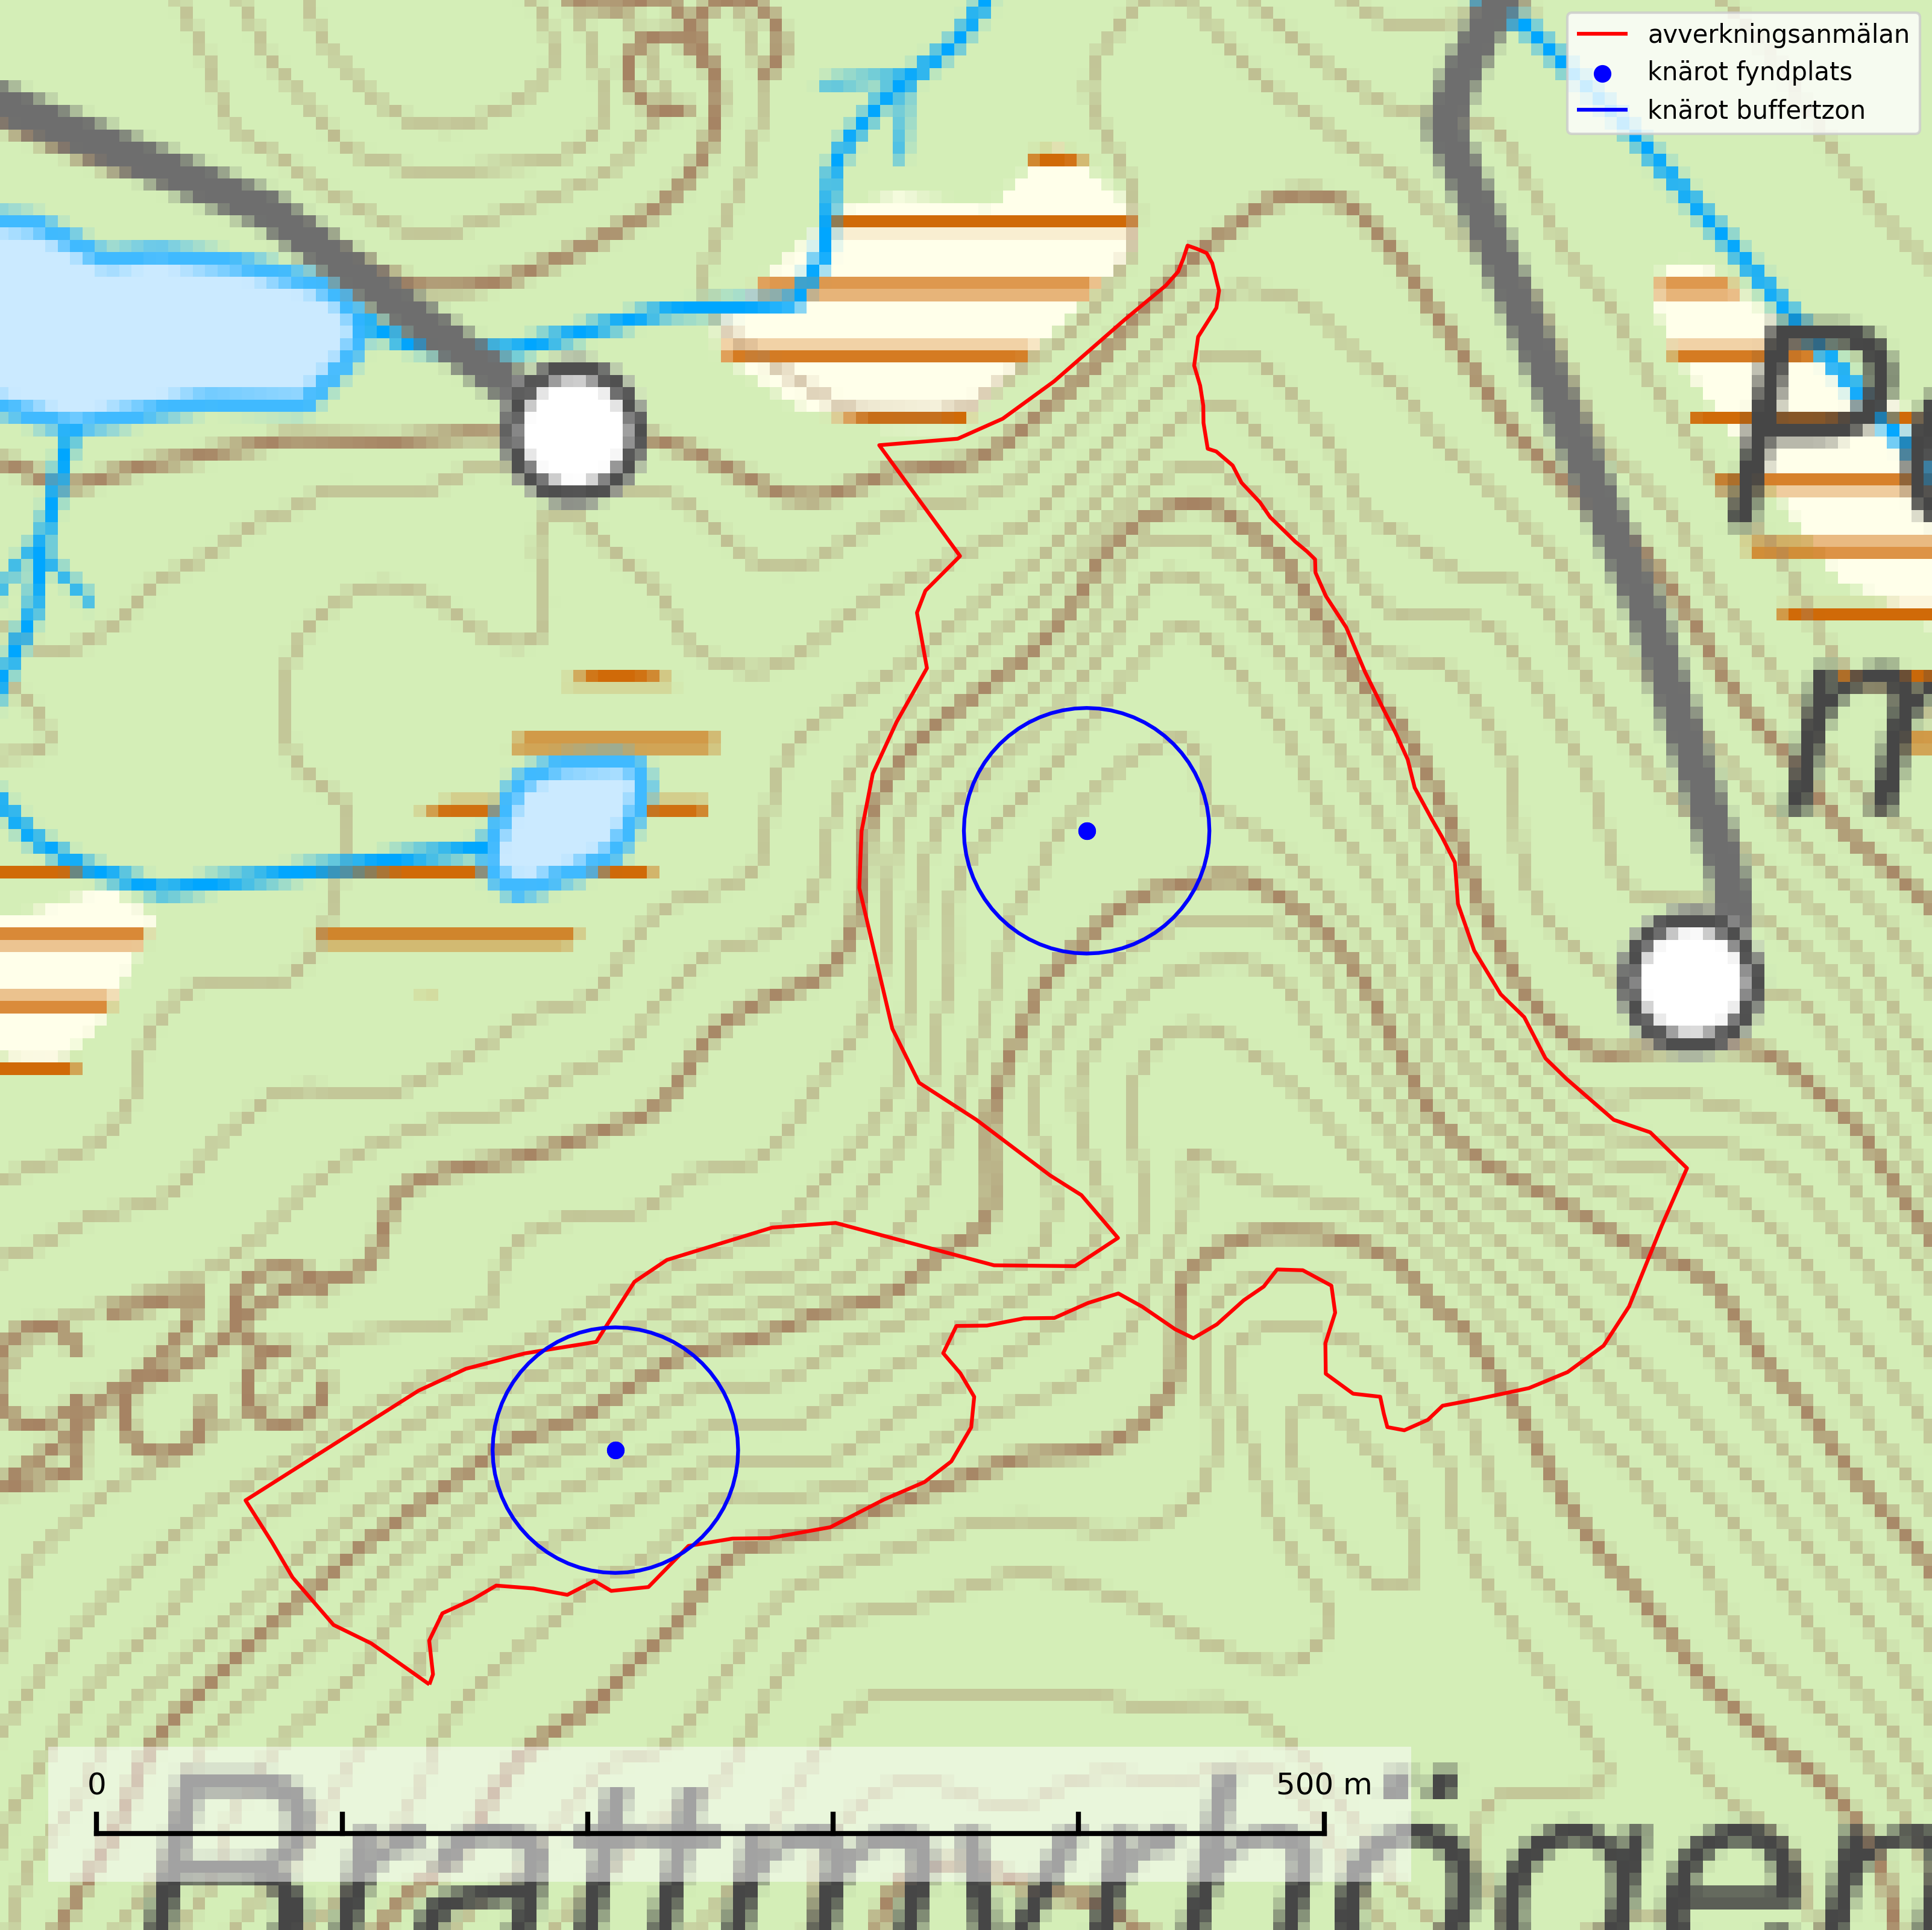 avverkningsanmälan
knärot fyndplats
knärot buffertzon
0 500 m